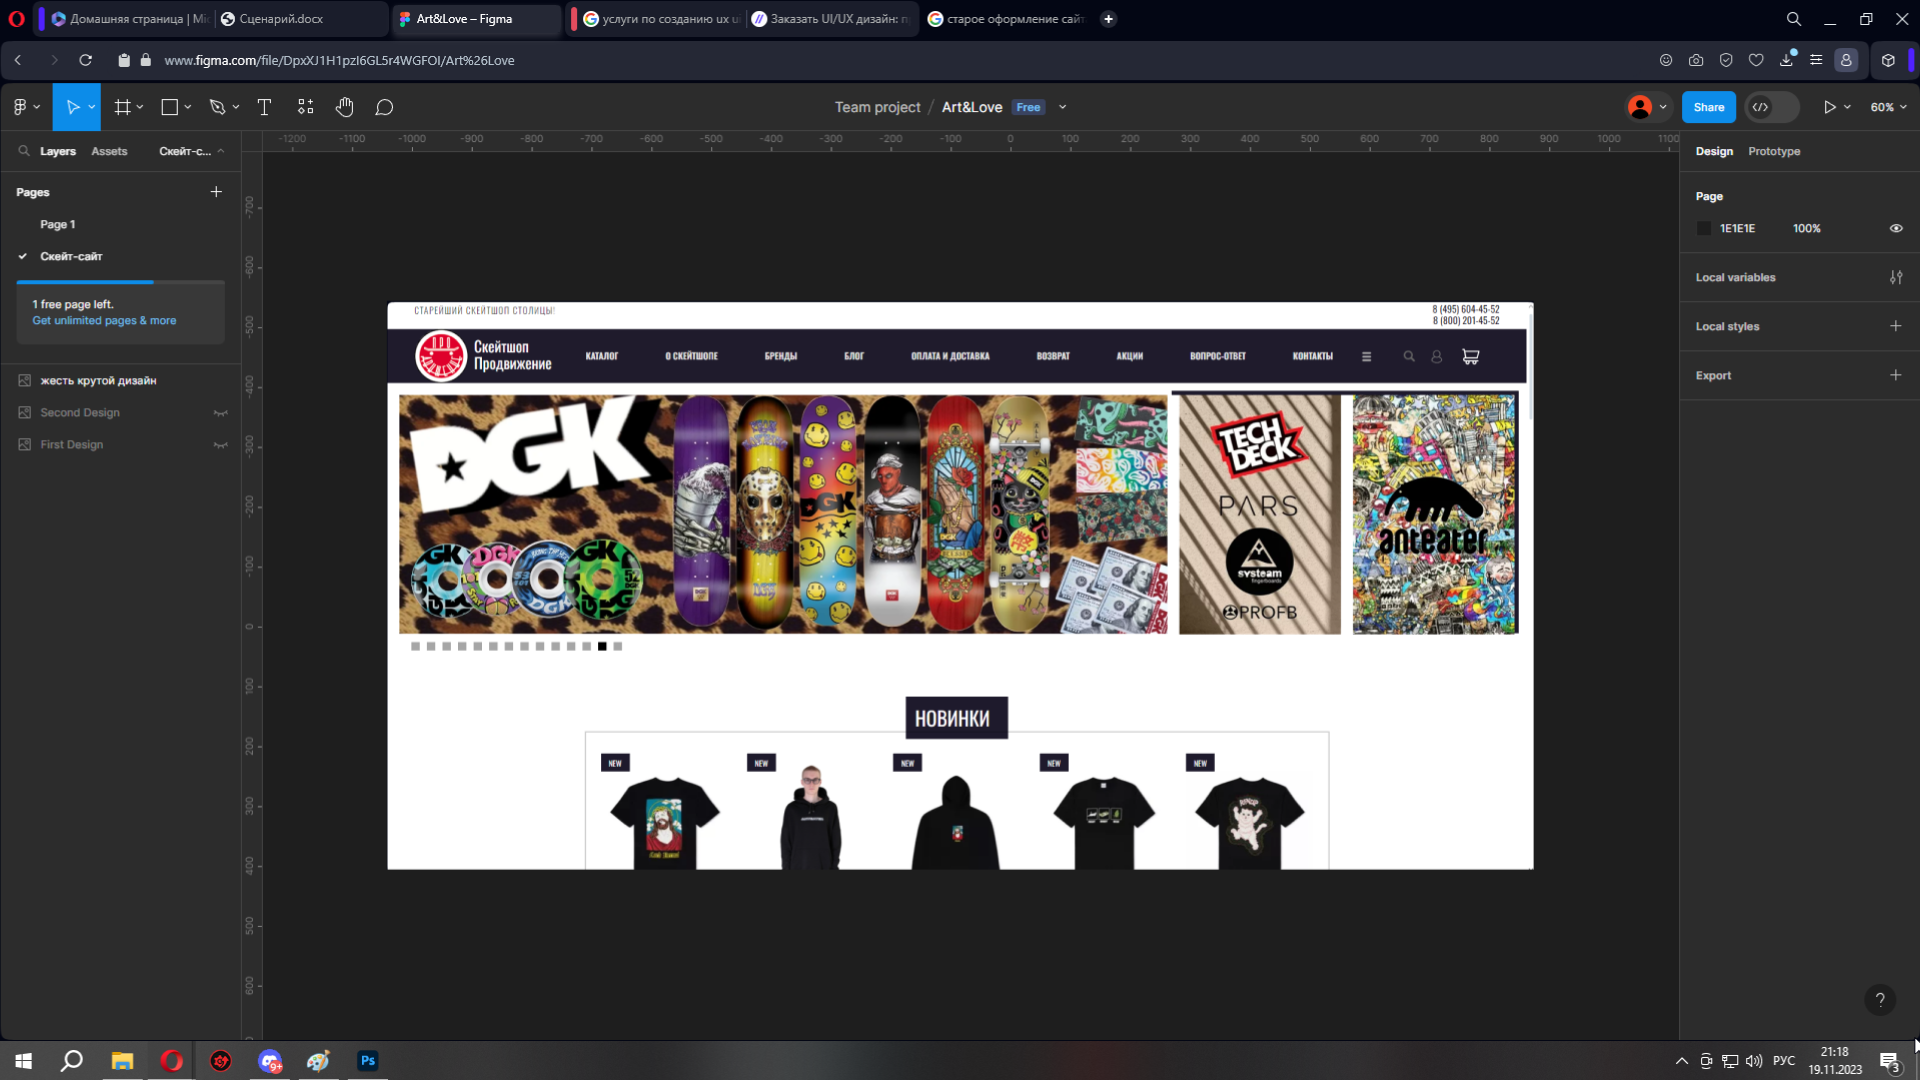 Домашняя страница | Mic
Сценарий.docx
Art&Love – Figma
услуги по созданию ux ui
Заказать UI/UX дизайн: п
старое оформление сайт
www.figma.com/file/DpxXJ1H1pzI6GL5r4WGFOI/Art%26Love
Team project / Art&Love Free
Share
60%
Layers Assets Скейт-с...
-1200 -1100 -1000 -900 -800 -700 -600 -500 -400 -300 -200 -100 0 100 200 300 400 500 600 700 800 900 1000 1100
Design Prototype
Pages
Page 1
Скейт-сайт
1 free page left.
Get unlimited pages & more
жесть крутой дизайн
Second Design
First Design
-700
-600
-500
-400
-300
-200
-100
0
100
200
300
400
500
600
СТАРЕЙШИЙ СКЕЙТШОП СТОЛИЦЫ!
8 (495) 604-45-52
8 (800) 201-45-52
Скейтшоп
Продвижение
КАТАЛОГ О СКЕЙТШОПЕ БРЕНДЫ БЛОГ ОПЛАТА И ДОСТАВКА ВОЗВРАТ АКЦИИ ВОПРОС-ОТВЕТ КОНТАКТЫ
DGK
TECH
DECK
PARS
systeam
fingerboards
PROFB
anteater
НОВИНКИ
NEW NEW NEW NEW NEW
Page
1E1E1E 100%
Local variables
Local styles
Export
?
9+
Ps
РУС
21:18
19.11.2023
3